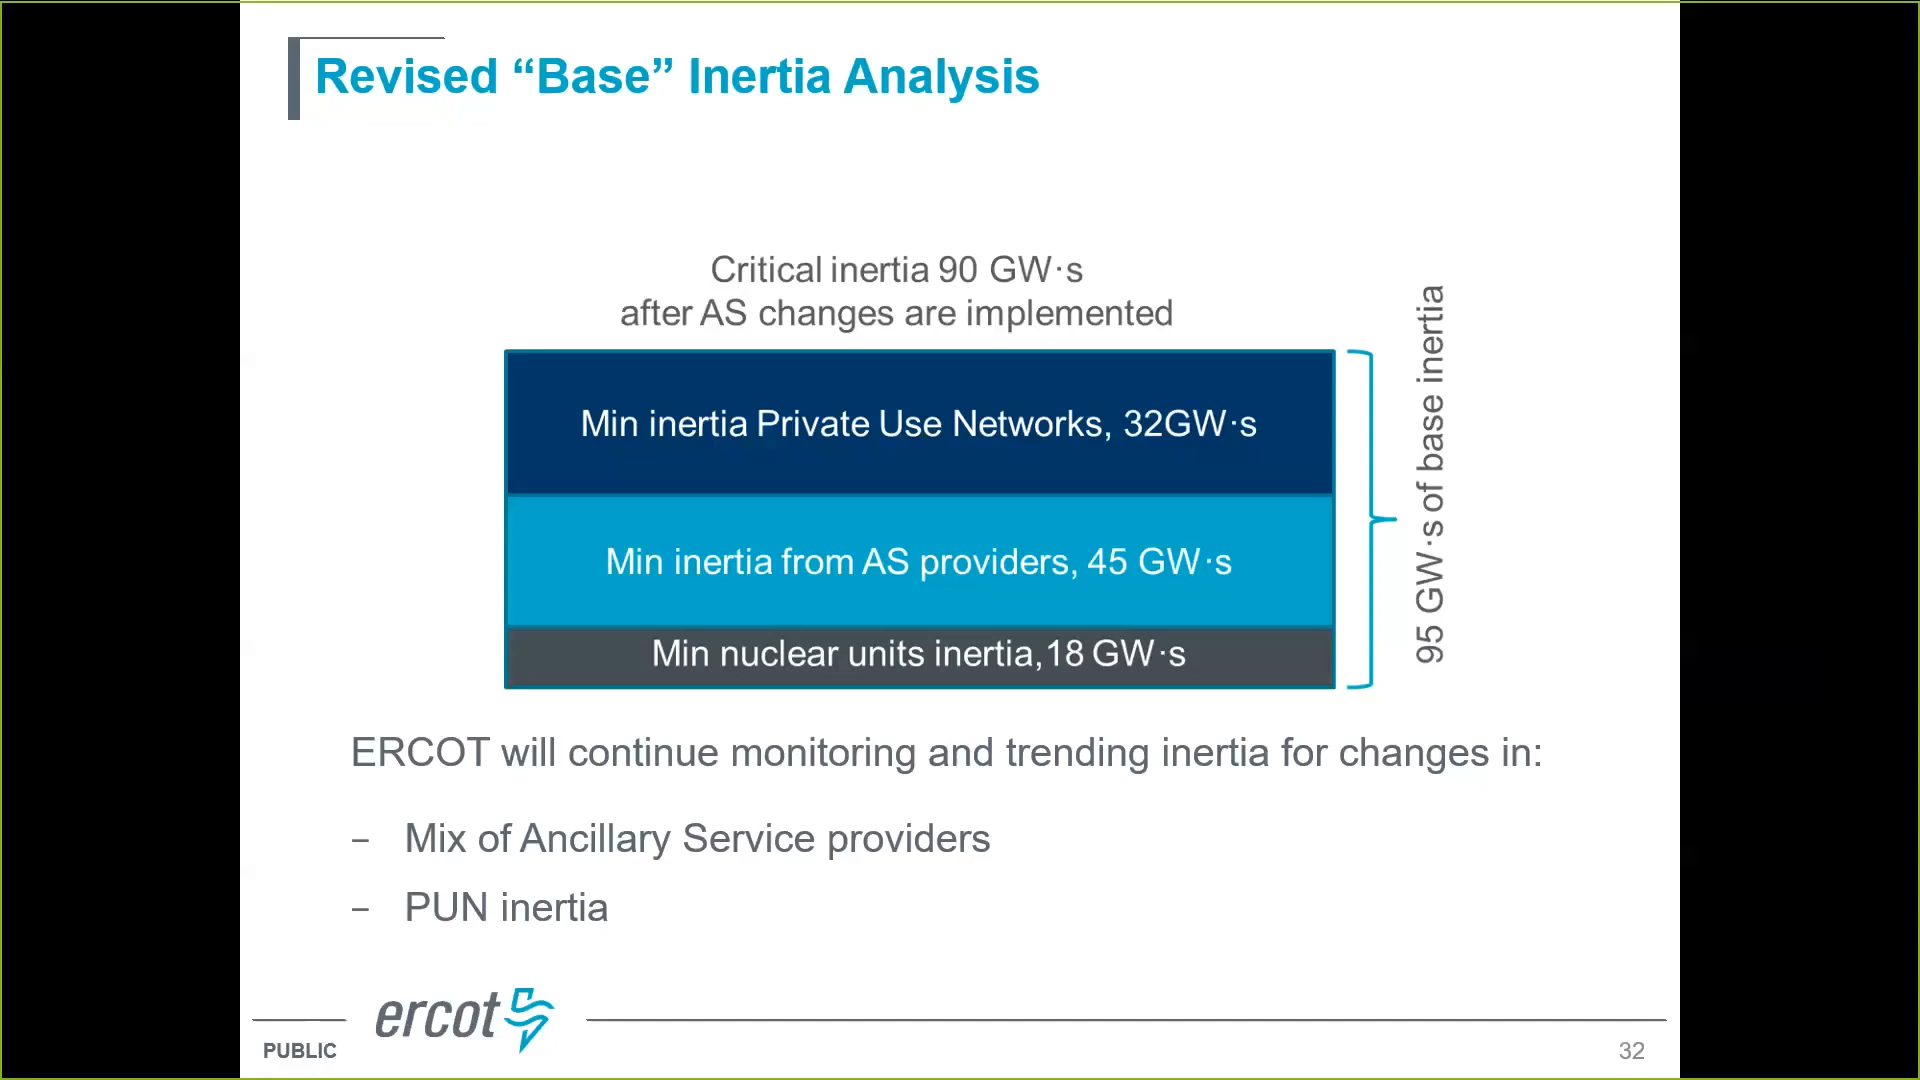 Revised “Base” Inertia Analysis
Critical inertia 90 GW·s
after AS changes are implemented
Min inertia Private Use Networks, 32GW·s
Min inertia from AS providers, 45 GW·s
Min nuclear units inertia,18 GW·s
95 GW·s of base inertia
ERCOT will continue monitoring and trending inertia for changes in:
– Mix of Ancillary Service providers
– PUN inertia
ercot
PUBLIC
32